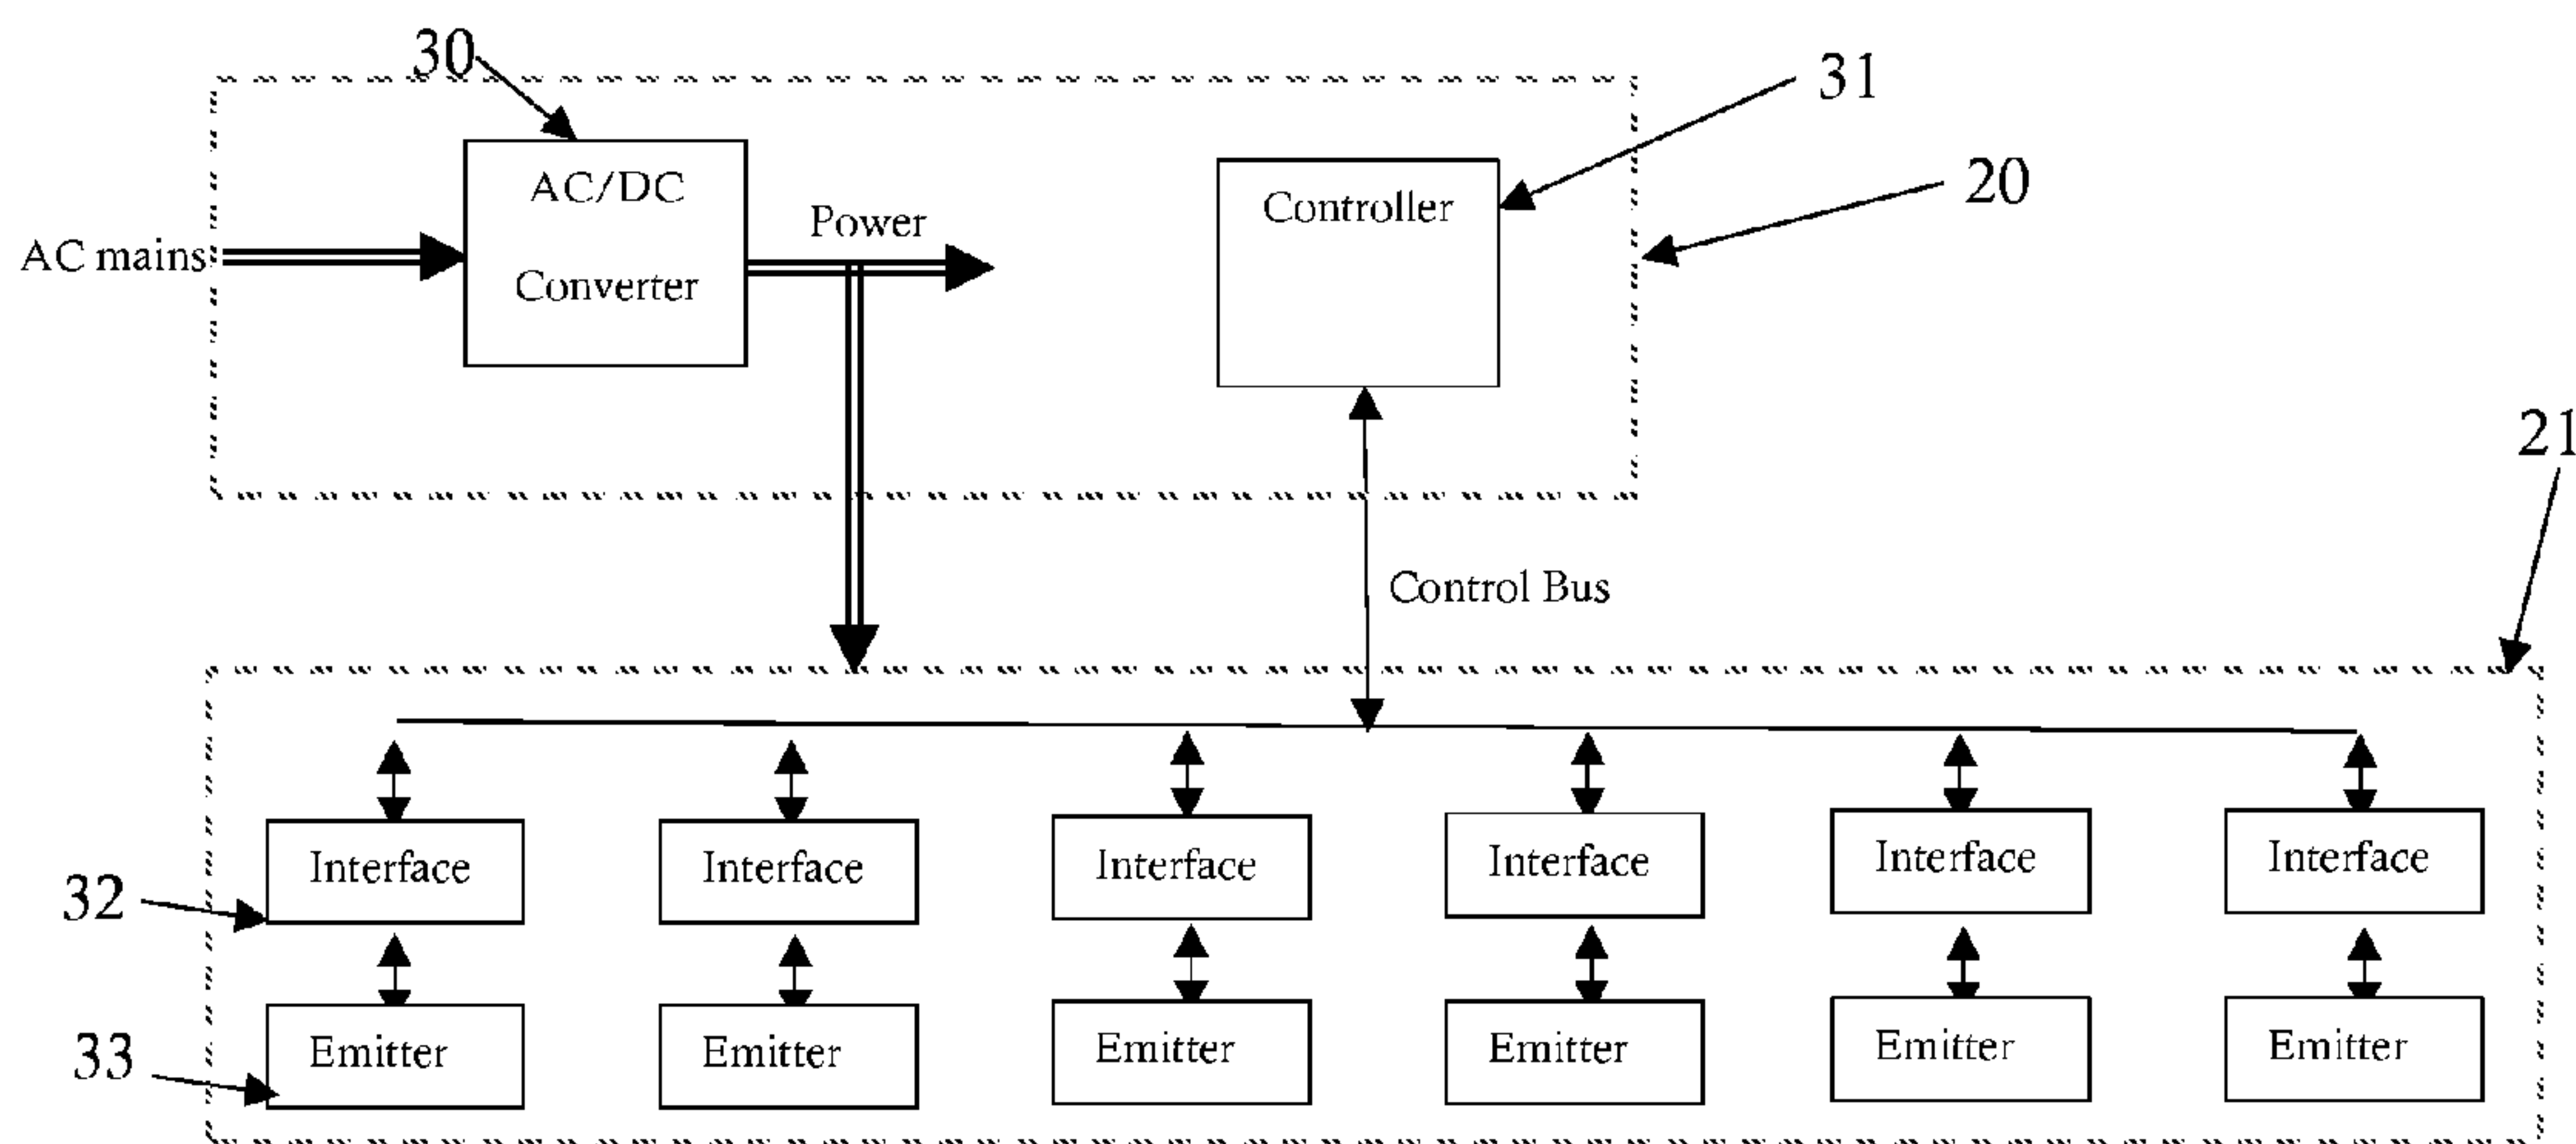 30
31
AC/DC
Power
Controller
20
AC mains
Converter
21
Control Bus
Interface Interface Interface Interface Interface Interface
32
Emitter Emitter Emitter Emitter Emitter Emitter
33